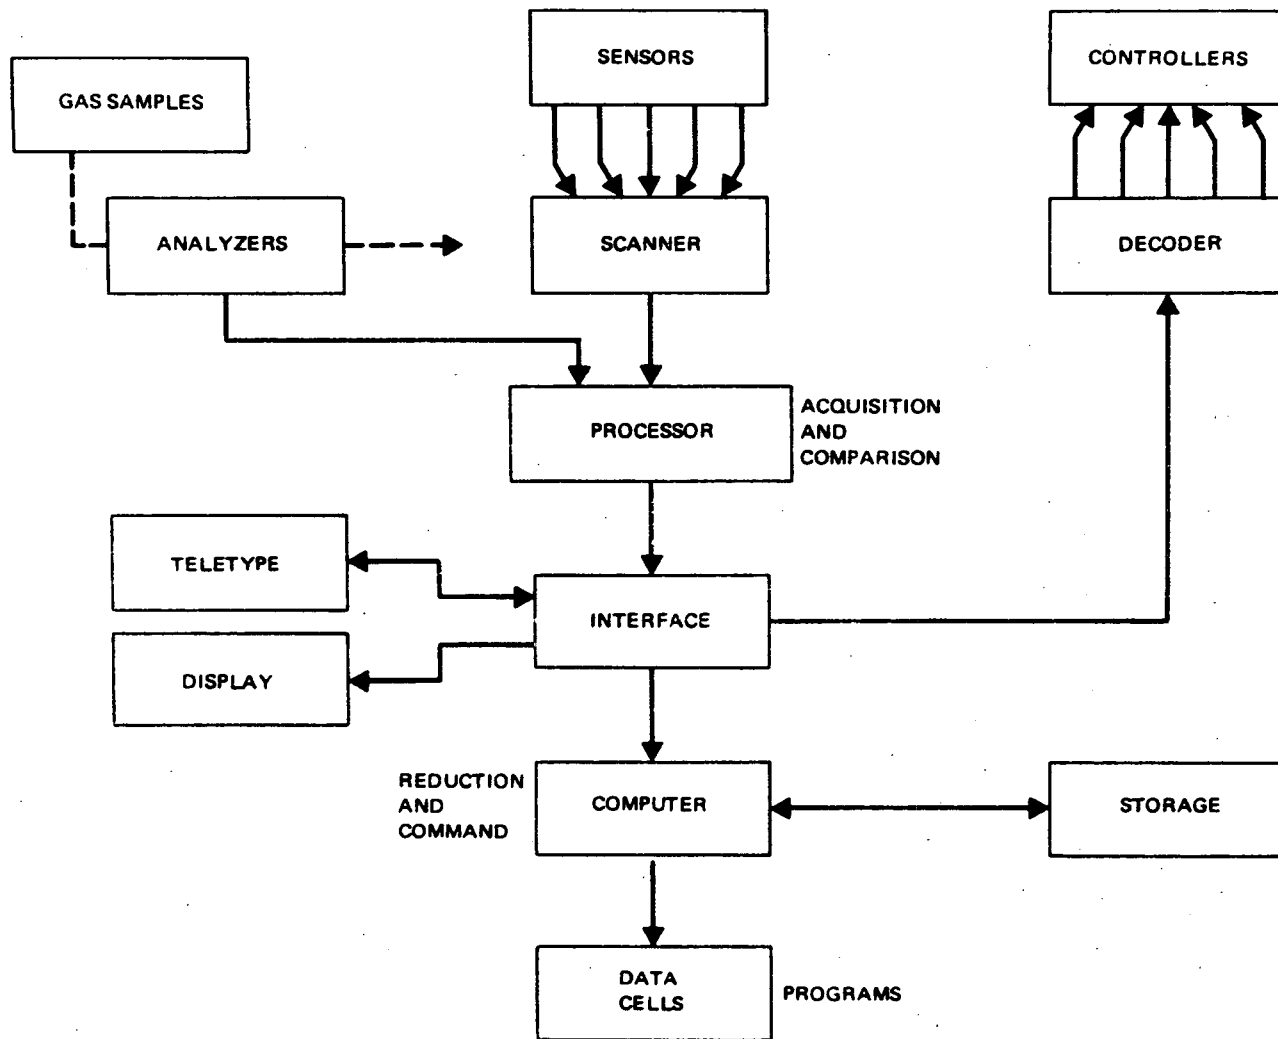 SENSORS
CONTROLLERS
GAS SAMPLES
ANALYZERS
SCANNER
DECODER
PROCESSOR
ACQUISITION
AND
COMPARISON
TELETYPE
INTERFACE
DISPLAY
REDUCTION
AND
COMMAND
COMPUTER
STORAGE
DATA
CELLS
PROGRAMS